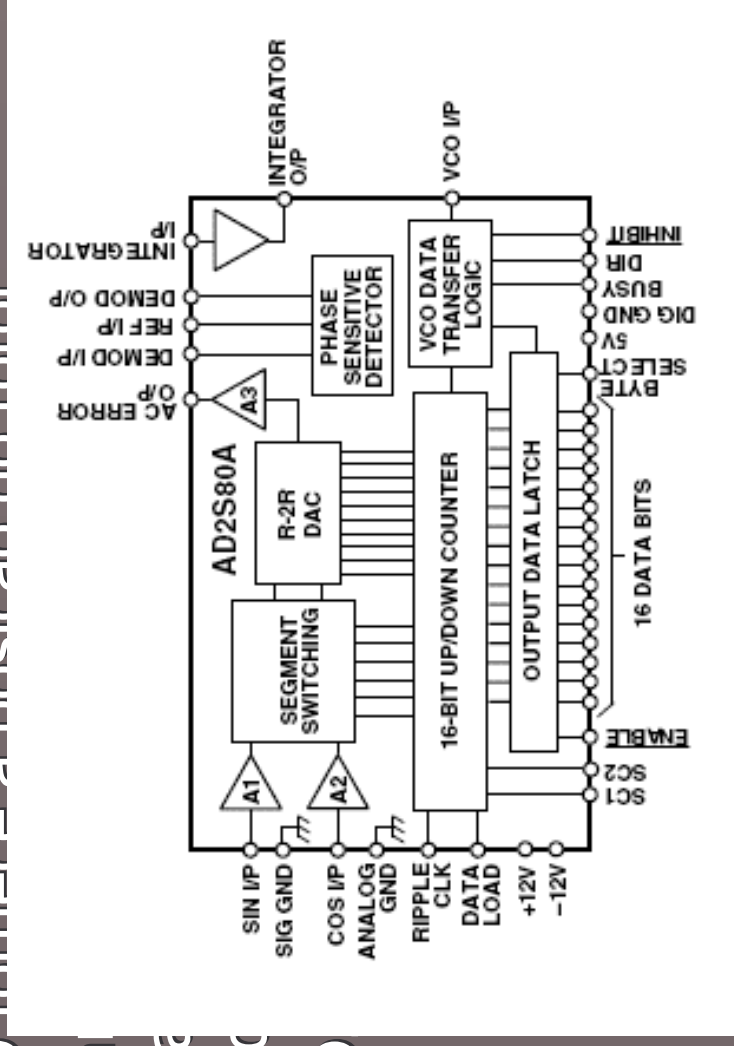 INTEGRATOR
O/P
VCO I/P
INTEGRATOR
I/P
DEMOD O/P
REF I/P
DEMOD I/P
AC ERROR
O/P
A3
PHASE
SENSITIVE
DETECTOR
VCO DATA
TRANSFER
LOGIC
INHIBIT
DIR
BUSY
DIG GND
5V
BYTE
SELECT
AD2S80A
R-2R
DAC
SEGMENT
SWITCHING
16-BIT UP/DOWN COUNTER
OUTPUT DATA LATCH
16 DATA BITS
ENABLE
SC2
SC1
A1
A2
SIN I/P
SIG GND
COS I/P
ANALOG
GND
RIPPLE
CLK
DATA
LOAD
+12V
–12V